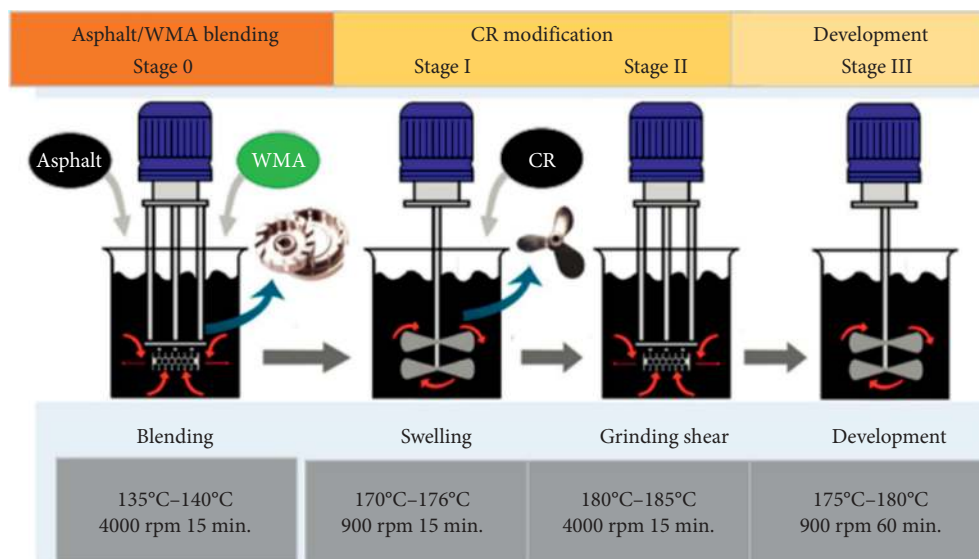 Asphalt/WMA blending
Stage 0
CR modification
Stage I
Stage II
Development
Stage III
Asphalt
WMA
CR
Blending
Swelling
Grinding shear
Development
135°C–140°C
4000 rpm 15 min.
170°C–176°C
900 rpm 15 min.
180°C–185°C
4000 rpm 15 min.
175°C–180°C
900 rpm 60 min.